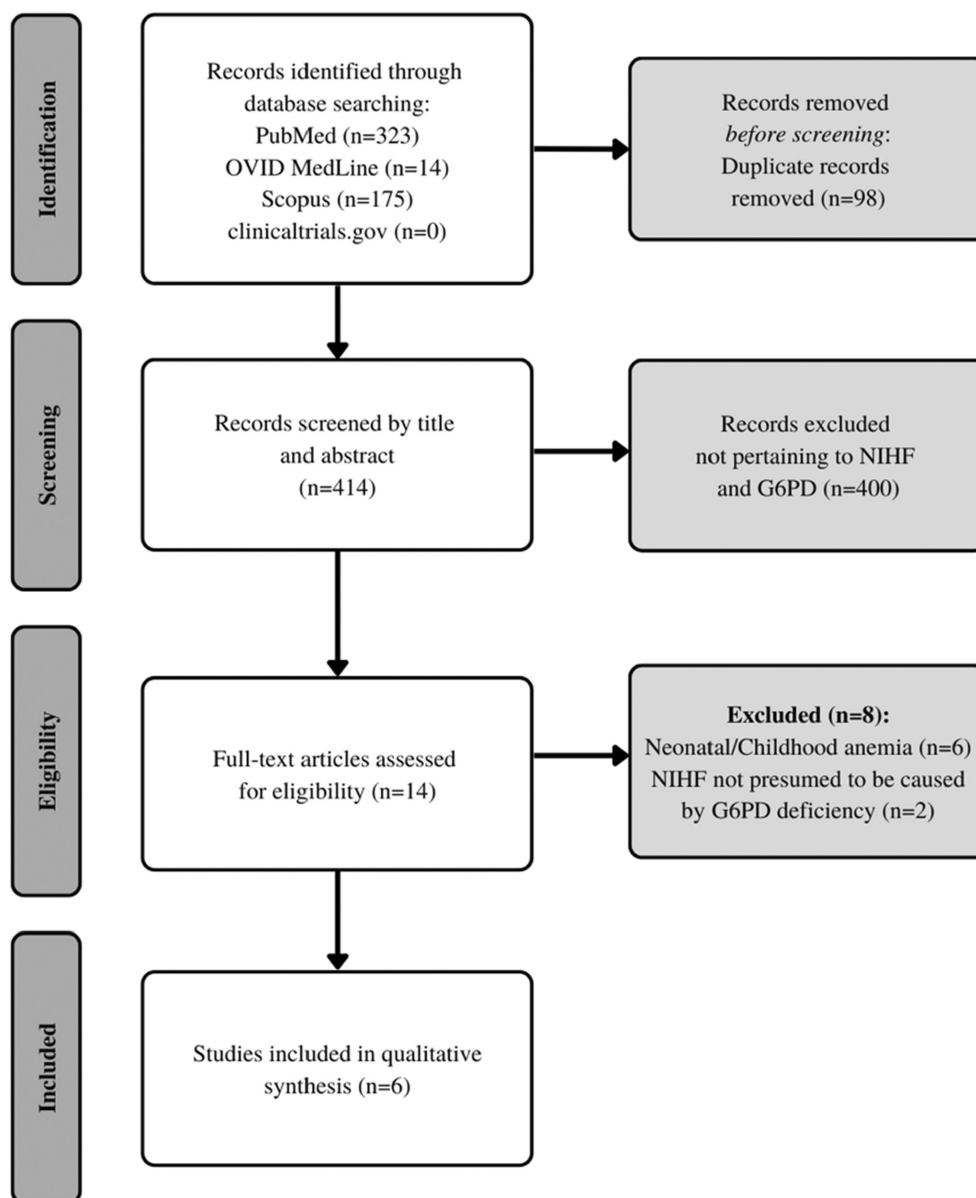 Identification
Records identified through
database searching:
PubMed (n=323)
OVID MedLine (n=14)
Scopus (n=175)
clinicaltrials.gov (n=0)
Records removed
before screening:
Duplicate records
removed (n=98)
Screening
Records screened by title
and abstract
(n=414)
Records excluded
not pertaining to NIHF
and G6PD (n=400)
Eligibility
Full-text articles assessed
for eligibility (n=14)
Excluded (n=8):
Neonatal/Childhood anemia (n=6)
NIHF not presumed to be caused
by G6PD deficiency (n=2)
Included
Studies included in qualitative
synthesis (n=6)